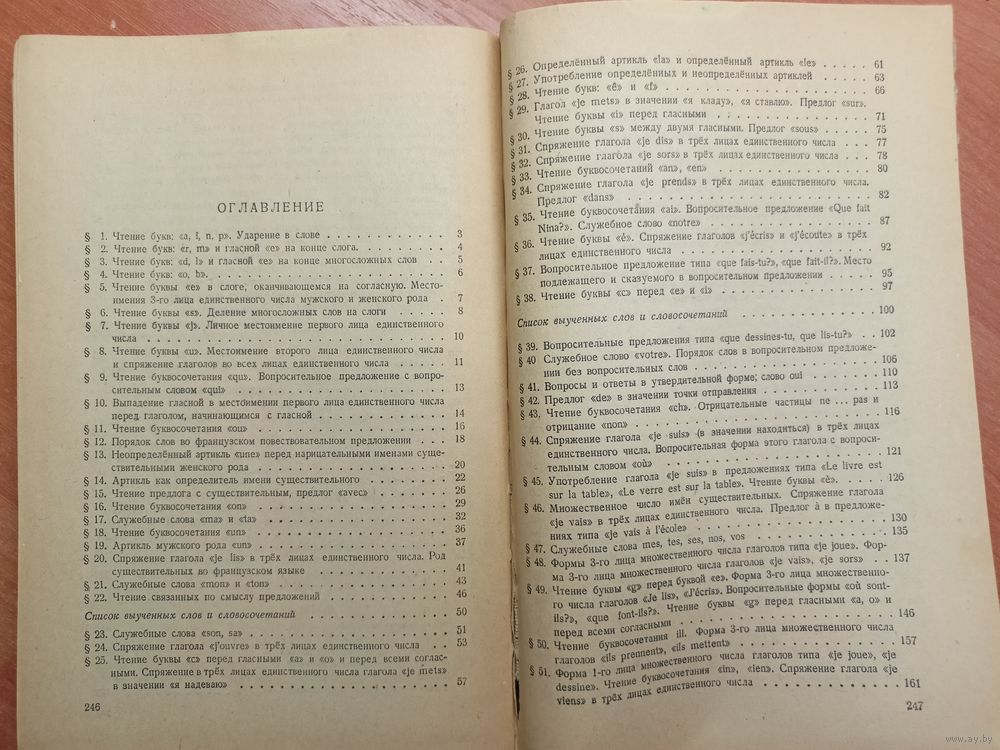 ОГЛАВЛЕНИЕ
§ 1. Чтение букв: «a, l, n, p». Ударение в слове . . . . . . . . . . 3
§ 2. Чтение букв: «r, m» и гласной «e» на конце слога. . . . . . . . . 4
§ 3. Чтение букв: «d, i» и гласной «e» на конце многосложных слов . . 5
§ 4. Чтение букв: «o, b». . . . . . . . . . . . . . . . . . . . 6
§ 5. Чтение буквы «e» в слоге, оканчивающемся на согласную. Место-
имения 3-го лица единственного числа мужского и женского рода . 7
§ 6. Чтение буквы «s». Деление многосложных слов на слоги . . . . . 8
§ 7. Чтение буквы «j». Личное местоимение первого лица единственного
числа . . . . . . . . . . . . . . . . . . . . 10
§ 8. Чтение буквы «u». Местоимение второго лица единственного числа
и спряжение глаголов во всех лицах единственного числа . . . . . 11
§ 9. Чтение буквосочетания «qu». Вопросительное предложение с вопро-
сительным словом «qui» . . . . . . . . . . . . . . . 13
§ 10. Выпадение гласной в местоимении первого лица единственного числа
перед глаголом, начинающимся с гласной . . . . . . . . . . 14
§ 11. Чтение буквосочетания «ou» . . . . . . . . . . . . . . 16
§ 12. Порядок слов во французском повествовательном предложении . . . 18
§ 13. Неопределённый артикль «une» перед нарицательными именами суще-
ствительными женского рода . . . . . . . . . . . . . . 20
§ 14. Артикль как определитель имени существительного . . . . . . . 22
§ 15. Чтение предлога с существительным, предлог «avec» . . . . . . 26
§ 16. Чтение буквосочетания «on» . . . . . . . . . . . . . . 29
§ 17. Служебные слова «ma» и «ta» . . . . . . . . . . . . . . 32
§ 18. Чтение буквосочетания «un» . . . . . . . . . . . . . . 36
§ 19. Артикль мужского рода «un» . . . . . . . . . . . . . . 37
§ 20. Спряжение глагола «je lis» в трёх лицах единственного числа. Род
существительных во французском языке . . . . . . . . . . 41
§ 21. Служебные слова «mon» и «ton» . . . . . . . . . . . . . 43
§ 22. Чтение связанных по смыслу предложений . . . . . . . . . . 46
Список выученных слов и словосочетаний . . . . . . . . . . . . 50
§ 23. Служебные слова «son, sa» . . . . . . . . . . . . . . . 51
§ 24. Спряжение глагола «j'ouvre» в трёх лицах единственного числа . . . 53
§ 25. Чтение буквы «c» перед гласными «a» и «o» и перед всеми соглас-
ными. Спряжение в трёх лицах единственного числа глагола «je mets»
в значении «я надеваю» . . . . . . . . . . . . . . . 57
246
§ 26. Определённый артикль «la» и определённый артикль «le» . . . . . 61
§ 27. Употребление определённых и неопределённых артиклей . . . . . 63
§ 28. Чтение букв: «ê» и «f» . . . . . . . . . . . . . . . . 66
§ 29. Глагол «je mets» в значении «я кладу», «я ставлю». Предлог «sur».
Чтение буквы «i» перед гласными . . . . . . . . . . . . 71
§ 30. Чтение буквы «s» между двумя гласными. Предлог «sous» . . . . . 75
§ 31. Спряжение глагола «je dis» в трёх лицах единственного числа . . . 77
§ 32. Спряжение глагола «je sors» в трёх лицах единственного числа . . . 78
§ 33. Чтение буквосочетаний «an», «en» . . . . . . . . . . . . 80
§ 34. Спряжение глагола «je prends» в трёх лицах единственного числа.
Предлог «dans» . . . . . . . . . . . . . . . . . 82
§ 35. Чтение буквосочетания «ai». Вопросительное предложение «Que fait
Nina?». Служебное слово «notre» . . . . . . . . . . . . 87
§ 36. Чтение буквы «é». Спряжение глаголов «j'écris» и «j'écoute» в трёх
лицах единственного числа . . . . . . . . . . . . . . 92
§ 37. Вопросительное предложение типа «que fais-tu?», «que fait-il?». Место
подлежащего и сказуемого в вопросительном предложении . . . . . 95
§ 38. Чтение буквы «c» перед «e» и «i» . . . . . . . . . . . . 97
Список выученных слов и словосочетаний . . . . . . . . . . . . 100
§ 39. Вопросительные предложения типа «que dessines-tu, que lis-tu?» . . 102
§ 40 Служебное слово «votre». Порядок слов в вопросительном предложе-
нии без вопросительных слов . . . . . . . . . . . . . 106
§ 41. Вопросы и ответы в утвердительной форме; слово oui . . . . . . 110
§ 42. Предлог «de» в значении точки отправления . . . . . . . . . 113
§ 43. Чтение буквосочетания «ch». Отрицательные частицы ne ... pas и
отрицание «non» . . . . . . . . . . . . . . . . . 116
§ 44. Спряжение глагола «je suis» (в значении находиться) в трёх лицах
единственного числа. Вопросительная форма этого глагола с вопроси-
тельным словом «où» . . . . . . . . . . . . . . . 121
§ 45. Употребление глагола «je suis» в предложениях типа «Le livre est
sur la table», «Le verre est sur la table». Чтение буквы «è». . . . . 126
§ 46. Множественное число имён существительных. Спряжение глагола
«je vais» в трёх лицах единственного числа. Предлог à в предложе-
ниях типа «je vais à l'école» . . . . . . . . . . . . . 130
§ 47. Служебные слова mes, tes, ses, nos, vos . . . . . . . . . . 135
§ 48. Формы 3-го лица множественного числа глаголов типа «je joue». Фор-
ма 3-го лица множественного числа глаголов «je vais», «je sors» . . 137
§ 49. Чтение буквы «g» перед буквой «e». Форма 3-го лица множественно-
го числа глаголов «Je lis», «J'écris». Вопросительные формы «où sont-
ils?», «que font-ils?». Чтение буквы «g» перед гласными «a, o» и
перед всеми согласными . . . . . . . . . . . . . . 146
§ 50. Чтение буквосочетания ill. Форма 3-го лица множественного числа
глаголов «ils prennent», «ils mettent» . . . . . . . . . . 157
§ 51. Форма 1-го лица множественного числа глаголов типа «je joue», «je
dessine». Чтение буквосочетания «in», «ien». Спряжение глагола «je
viens» в трёх лицах единственного числа . . . . . . . . . . 161
247
www.ay.by